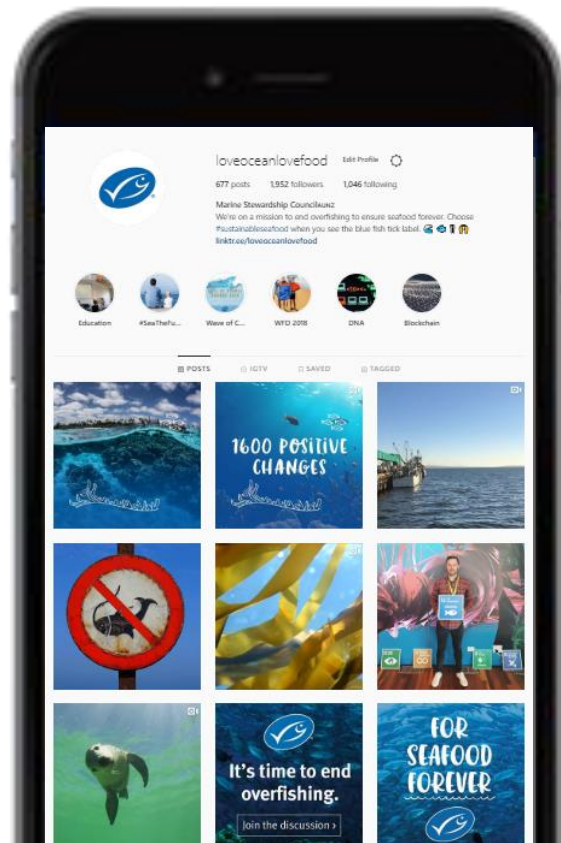 loveoceanlovefood Edit Profile
677 posts 1,952 followers 1,046 following
Marine Stewardship Councilᴀᴜɴᴢ
We're on a mission to end overfishing to ensure seafood forever. Choose
#sustainableseafood when you see the blue fish tick label.
linktr.ee/loveoceanlovefood
Education #SeaTheFu... Wave of C... WFD 2018 DNA Blockchain
POSTS IGTV SAVED TAGGED
1600 POSITIVE
CHANGES
It's time to end
overfishing.
Join the discussion >
FOR
SEAFOOD
FOREVER